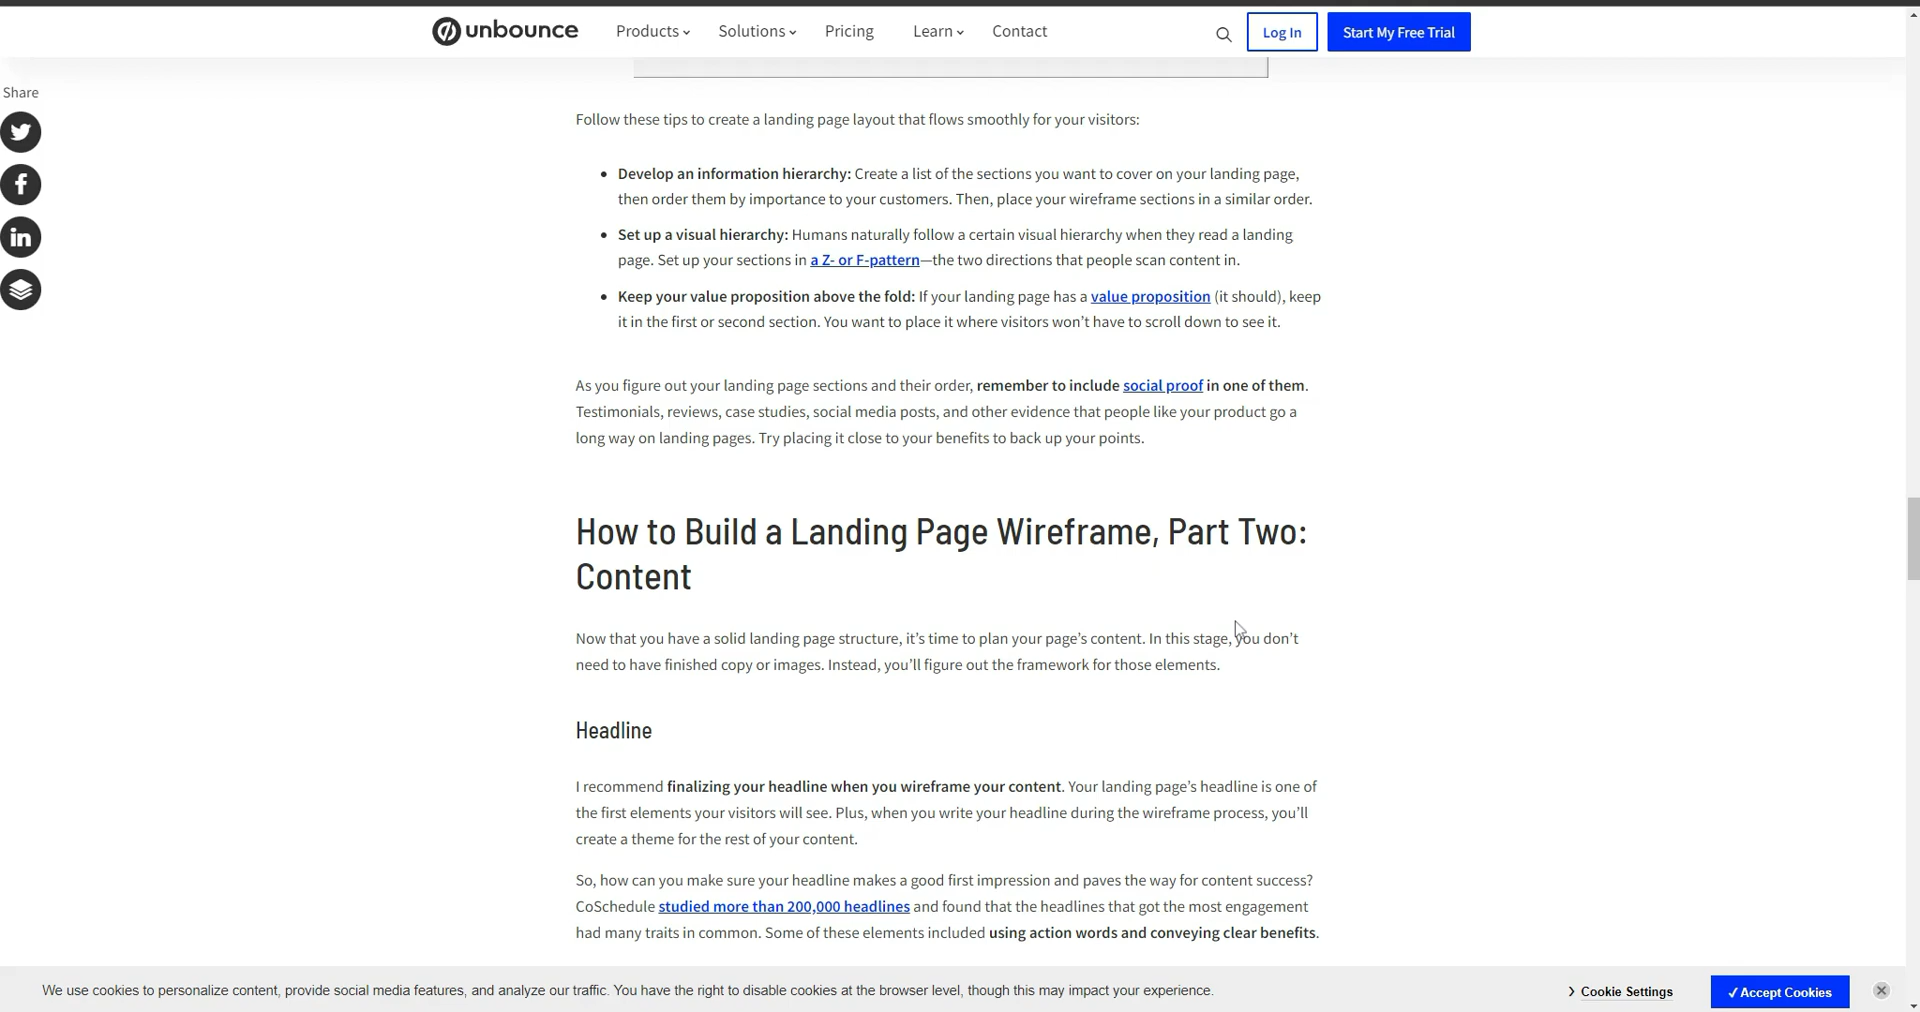 unbounce
Products
Solutions
Pricing
Learn
Contact
Log In
Start My Free Trial
Share
Follow these tips to create a landing page layout that flows smoothly for your visitors:
• Develop an information hierarchy: Create a list of the sections you want to cover on your landing page,
then order them by importance to your customers. Then, place your wireframe sections in a similar order.
• Set up a visual hierarchy: Humans naturally follow a certain visual hierarchy when they read a landing
page. Set up your sections in a Z- or F-pattern—the two directions that people scan content in.
• Keep your value proposition above the fold: If your landing page has a value proposition (it should), keep
it in the first or second section. You want to place it where visitors won’t have to scroll down to see it.
As you figure out your landing page sections and their order, remember to include social proof in one of them.
Testimonials, reviews, case studies, social media posts, and other evidence that people like your product go a
long way on landing pages. Try placing it close to your benefits to back up your points.
How to Build a Landing Page Wireframe, Part Two:
Content
Now that you have a solid landing page structure, it’s time to plan your page’s content. In this stage, you don’t
need to have finished copy or images. Instead, you’ll figure out the framework for those elements.
Headline
I recommend finalizing your headline when you wireframe your content. Your landing page’s headline is one of
the first elements your visitors will see. Plus, when you write your headline during the wireframe process, you’ll
create a theme for the rest of your content.
So, how can you make sure your headline makes a good first impression and paves the way for content success?
CoSchedule studied more than 200,000 headlines and found that the headlines that got the most engagement
had many traits in common. Some of these elements included using action words and conveying clear benefits.
We use cookies to personalize content, provide social media features, and analyze our traffic. You have the right to disable cookies at the browser level, though this may impact your experience.
Cookie Settings
✓ Accept Cookies